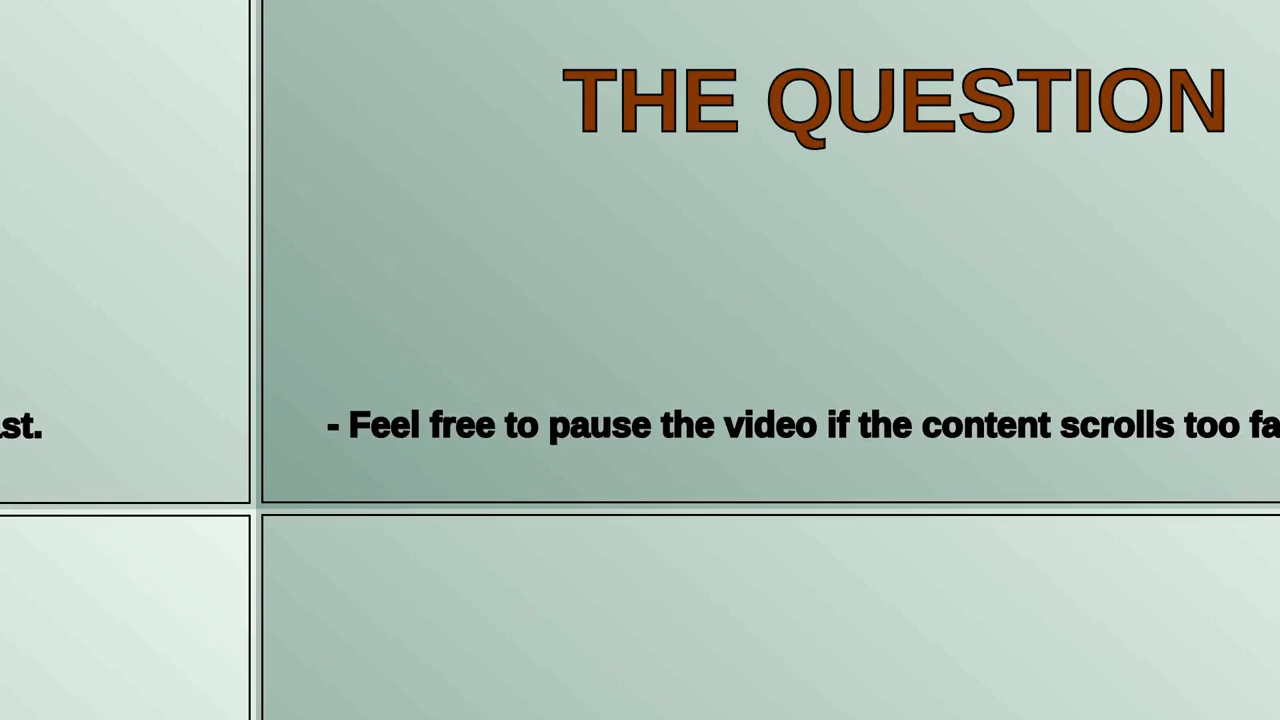 THE QUESTION
st.
- Feel free to pause the video if the content scrolls too fa